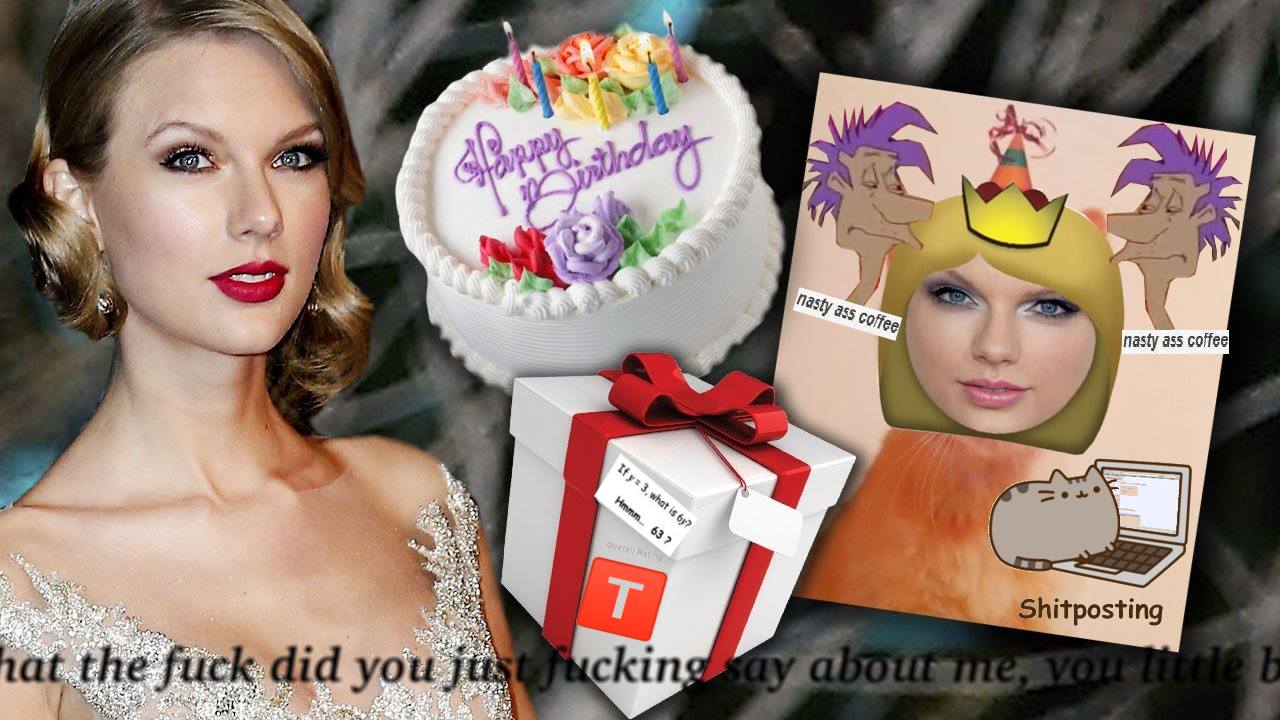 Happy
Birthday
nasty ass coffee
nasty ass coffee
If y = 3, what is 6y?
Hmmm... 63 ?
Overall Rating
T
Shitposting
hat the fuck did you just fucking say about me, you little b